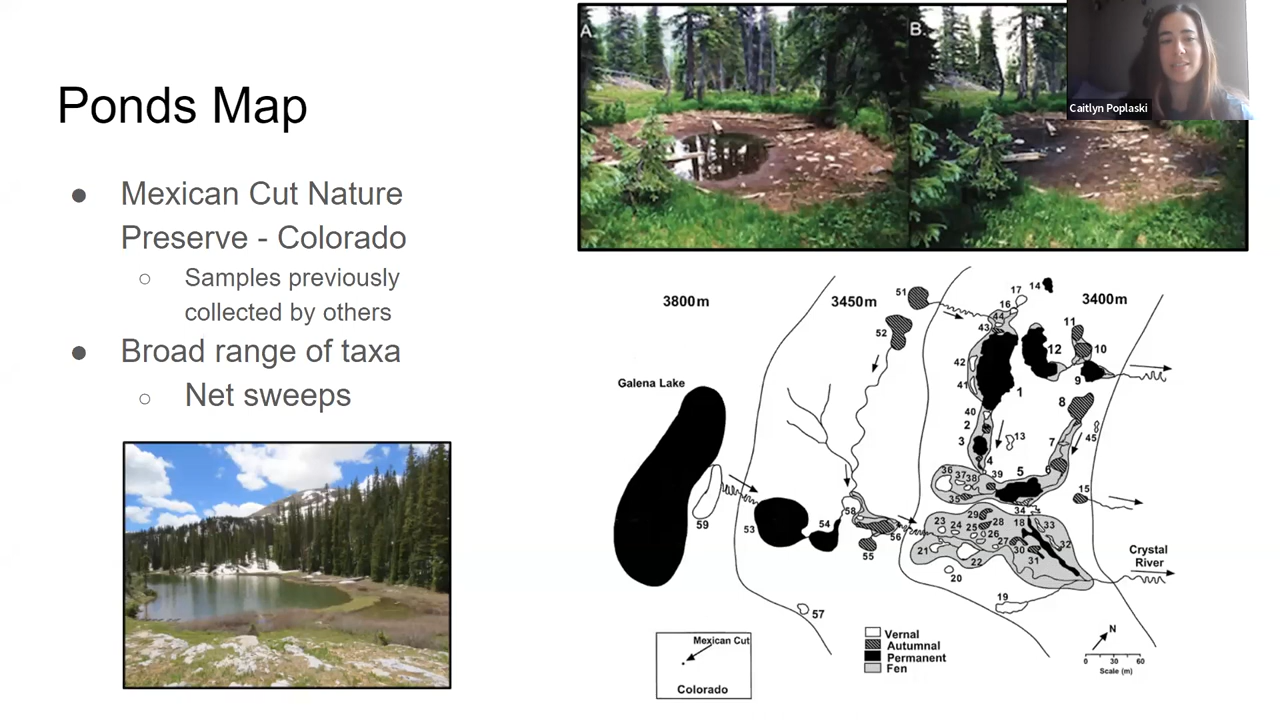 Ponds Map
● Mexican Cut Nature
Preserve - Colorado
○ Samples previously
collected by others
● Broad range of taxa
○ Net sweeps
A.
B.
Caitlyn Poplaski
3800m
3450m
3400m
Galena Lake
51
52
17
14
16
44
43
11
12
10
42
9
41
1
8
40
2
45
3
13
7
4
6
36
37
38
39
5
15
35
59
53
54
58
56
55
34
29
28
18
33
23
24
25
26
27
32
30
31
21
22
20
19
57
Crystal
River
Mexican Cut
Colorado
Vernal
Autumnal
Permanent
Fen
N
0 30 60
Scale (m)